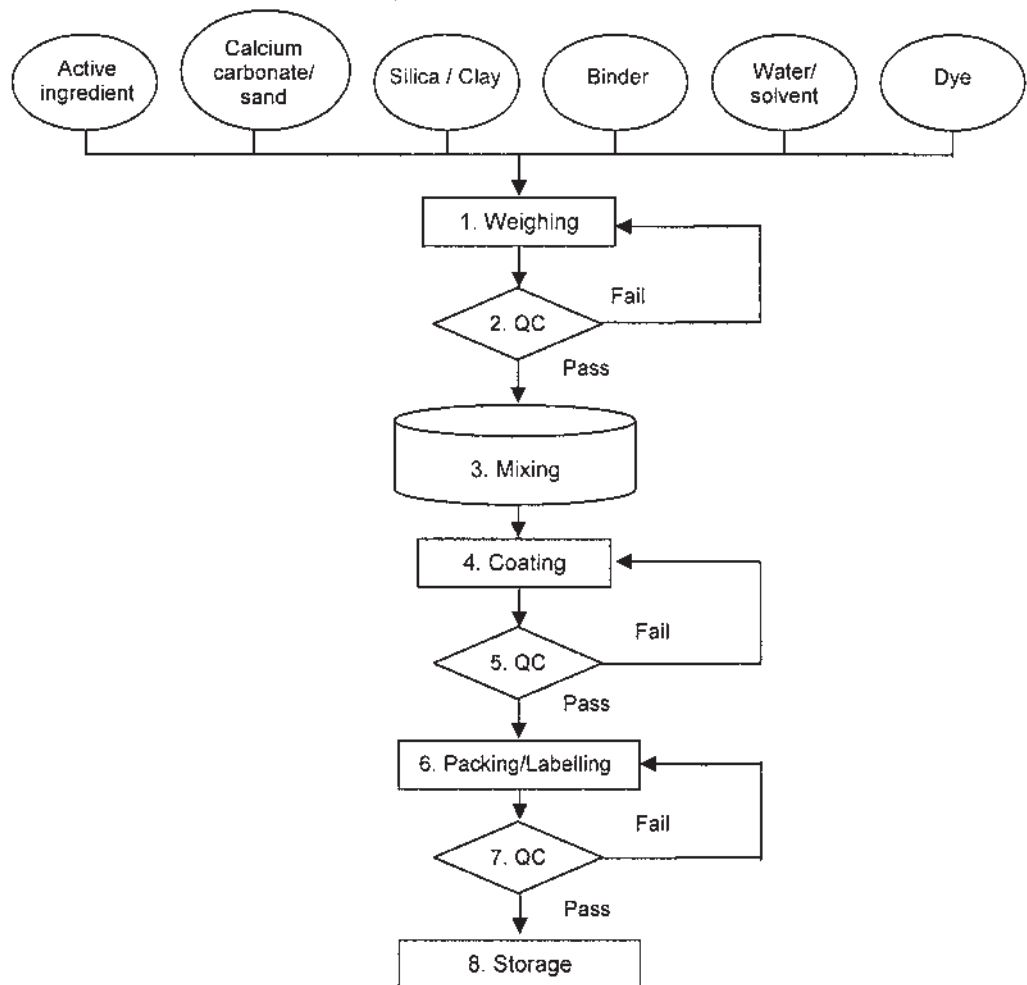 Active
ingredient
Calcium
carbonate/
sand
Silica / Clay
Binder
Water/
solvent
Dye
1. Weighing
Fail
2. QC
Pass
3. Mixing
4. Coating
Fail
5. QC
Pass
6. Packing/Labelling
Fail
7. QC
Pass
8. Storage